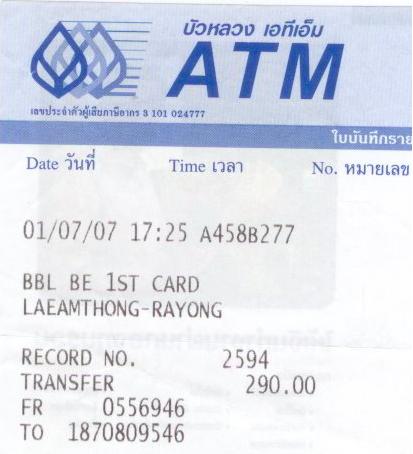 บัวหลวง เอทีเอ็ม
ATM
เลขประจำตัวผู้เสียภาษีอากร 3 101 024777
ใบบันทึกราย
Date วันที่ Time เวลา No. หมายเลข
01/07/07 17:25 A458B277
BBL BE 1ST CARD
LAEAMTHONG-RAYONG
RECORD NO. 2594
TRANSFER 290.00
FR 0556946
TO 1870809546